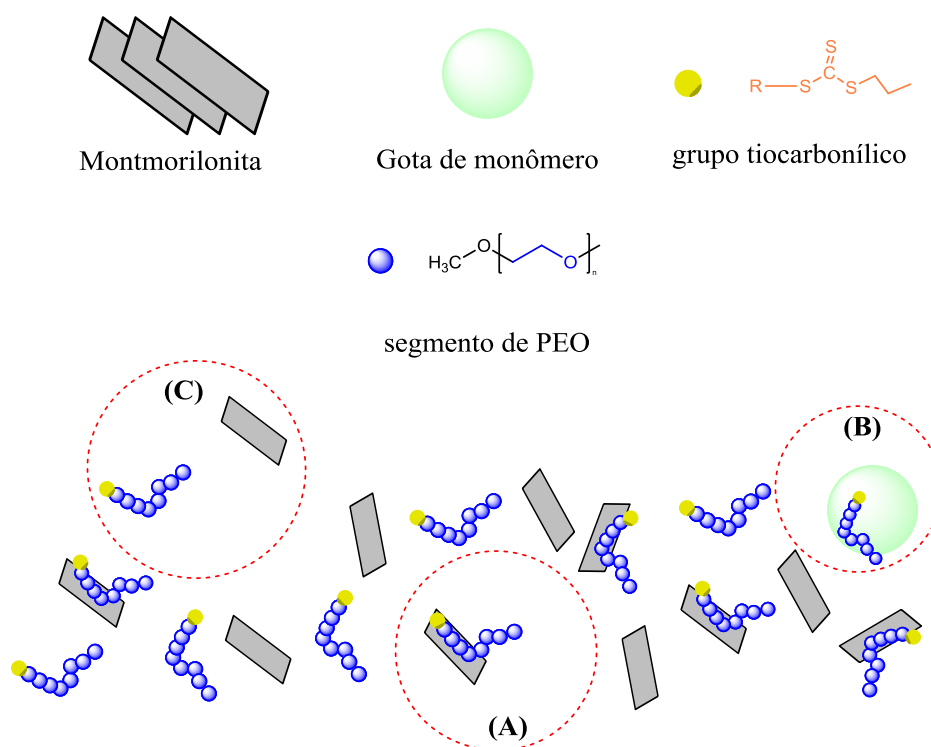 S
C
R
S
S
Montmorilonita
Gota de monômero
grupo tiocarbonílico
O
H3C
O
n
segmento de PEO
(C)
(B)
(A)